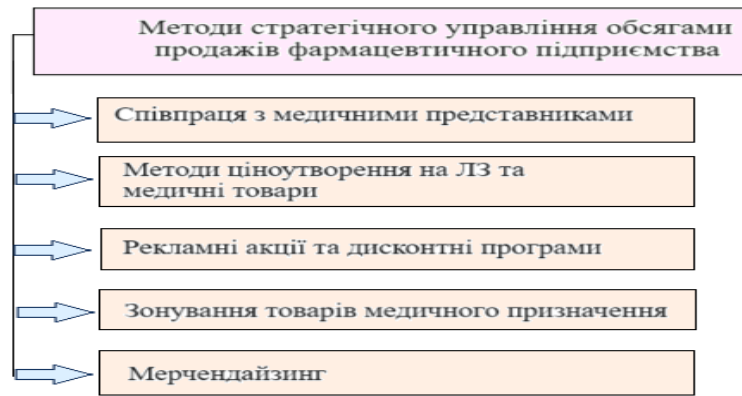 Методи стратегічного управління обсягами
продажів фармацевтичного підприємства
Співпраця з медичними представниками
Методи ціноутворення на ЛЗ та
медичні товари
Рекламні акції та дисконтні програми
Зонування товарів медичного призначення
Мерчендайзинг